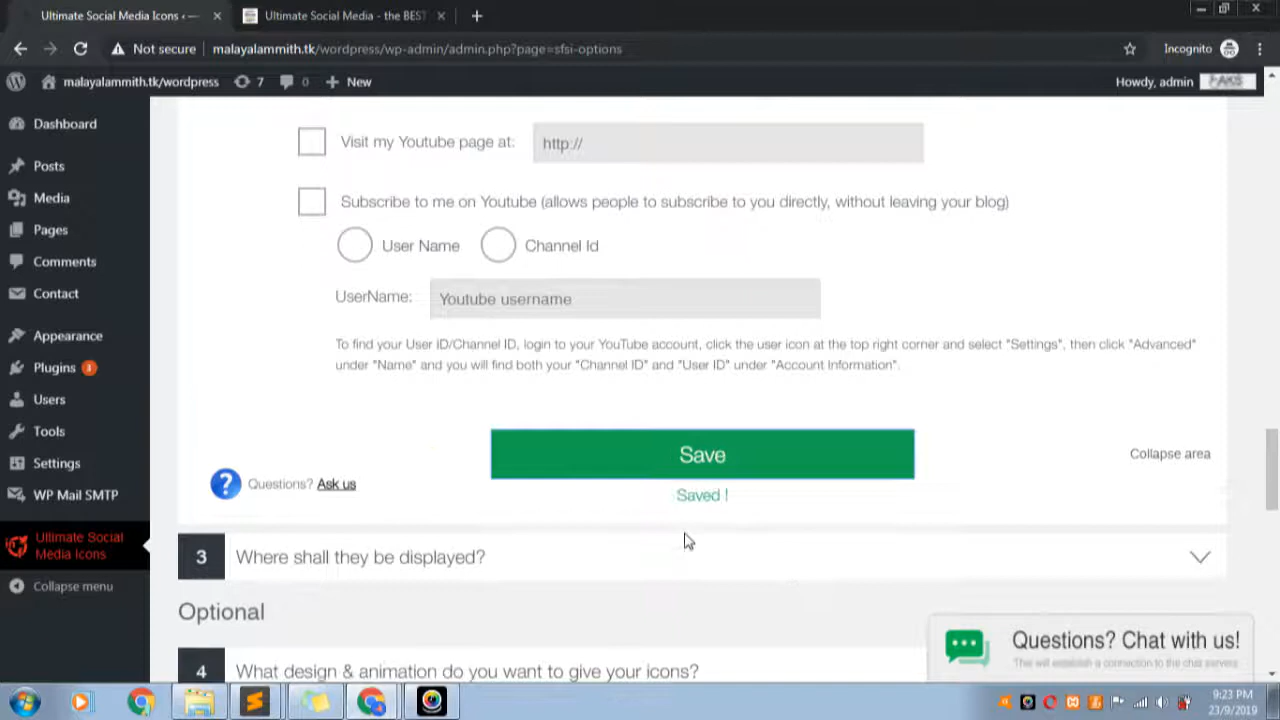 Ultimate Social Media Icons
Ultimate Social Media - the BEST
Not secure malayalammith.tk/wordpress/wp-admin/admin.php?page=sfsi-options
Incognito
malayalammith.tk/wordpress 7 0 New
Howdy, admin
Dashboard
Posts
Media
Pages
Comments
Contact
Appearance
Plugins
Users
Tools
Settings
WP Mail SMTP
Ultimate Social
Media Icons
Collapse menu
Visit my Youtube page at: http://
Subscribe to me on Youtube (allows people to subscribe to you directly, without leaving your blog)
User Name Channel Id
UserName: Youtube username
To find your User ID/Channel ID, login to your YouTube account, click the user icon at the top right corner and select "Settings", then click "Advanced"
under "Name" and you will find both your "Channel ID" and "User ID" under "Account Information".
Save
Collapse area
? Questions? Ask us
Saved !
3 Where shall they be displayed?
Optional
4 What design & animation do you want to give your icons?
Questions? Chat with us!
This will establish a connection to the chat servers
9:23 PM
23/9/2019